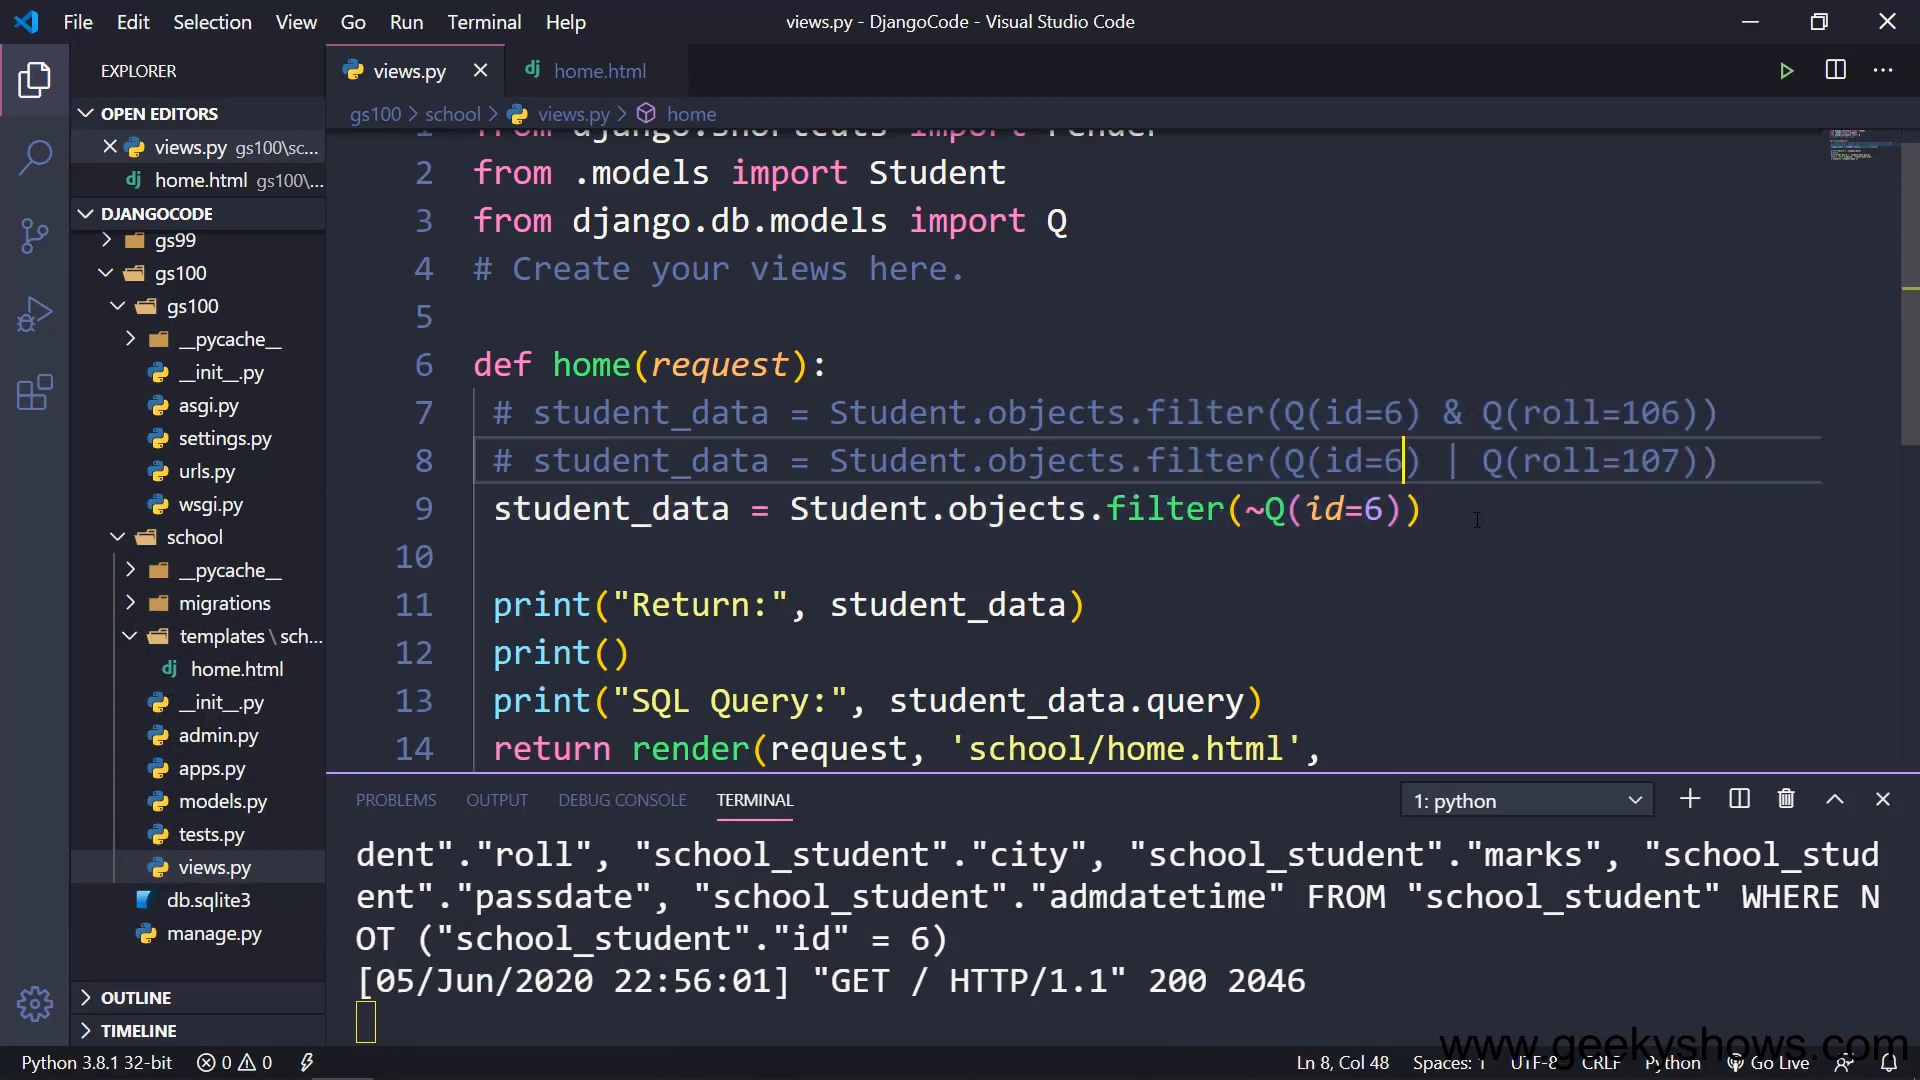 File Edit Selection View Go Run Terminal Help views.py - DjangoCode - Visual Studio Code
EXPLORER
OPEN EDITORS
views.py gs100\sc...
home.html gs100\...
DJANGOCODE
gs99
gs100
gs100
__pycache__
__init__.py
asgi.py
settings.py
urls.py
wsgi.py
school
__pycache__
migrations
templates\sch...
home.html
__init__.py
admin.py
apps.py
models.py
tests.py
views.py
db.sqlite3
manage.py
OUTLINE
TIMELINE
views.py home.html
gs100 > school > views.py > home
1 from django.shortcuts import render
2 from .models import Student
3 from django.db.models import Q
4 # Create your views here.
5
6 def home(request):
7 # student_data = Student.objects.filter(Q(id=6) & Q(roll=106))
8 # student_data = Student.objects.filter(Q(id=6) | Q(roll=107))
9 student_data = Student.objects.filter(~Q(id=6))
10
11 print("Return:", student_data)
12 print()
13 print("SQL Query:", student_data.query)
14 return render(request, 'school/home.html',
PROBLEMS OUTPUT DEBUG CONSOLE TERMINAL 1: python
dent"."roll", "school_student"."city", "school_student"."marks", "school_stud
ent"."passdate", "school_student"."admdatetime" FROM "school_student" WHERE N
OT ("school_student"."id" = 6)
[05/Jun/2020 22:56:01] "GET / HTTP/1.1" 200 2046
www.geekyshows.com
Python 3.8.1 32-bit 0 0 Ln 8, Col 48 Spaces: 1 UTF-8 CRLF Python Go Live